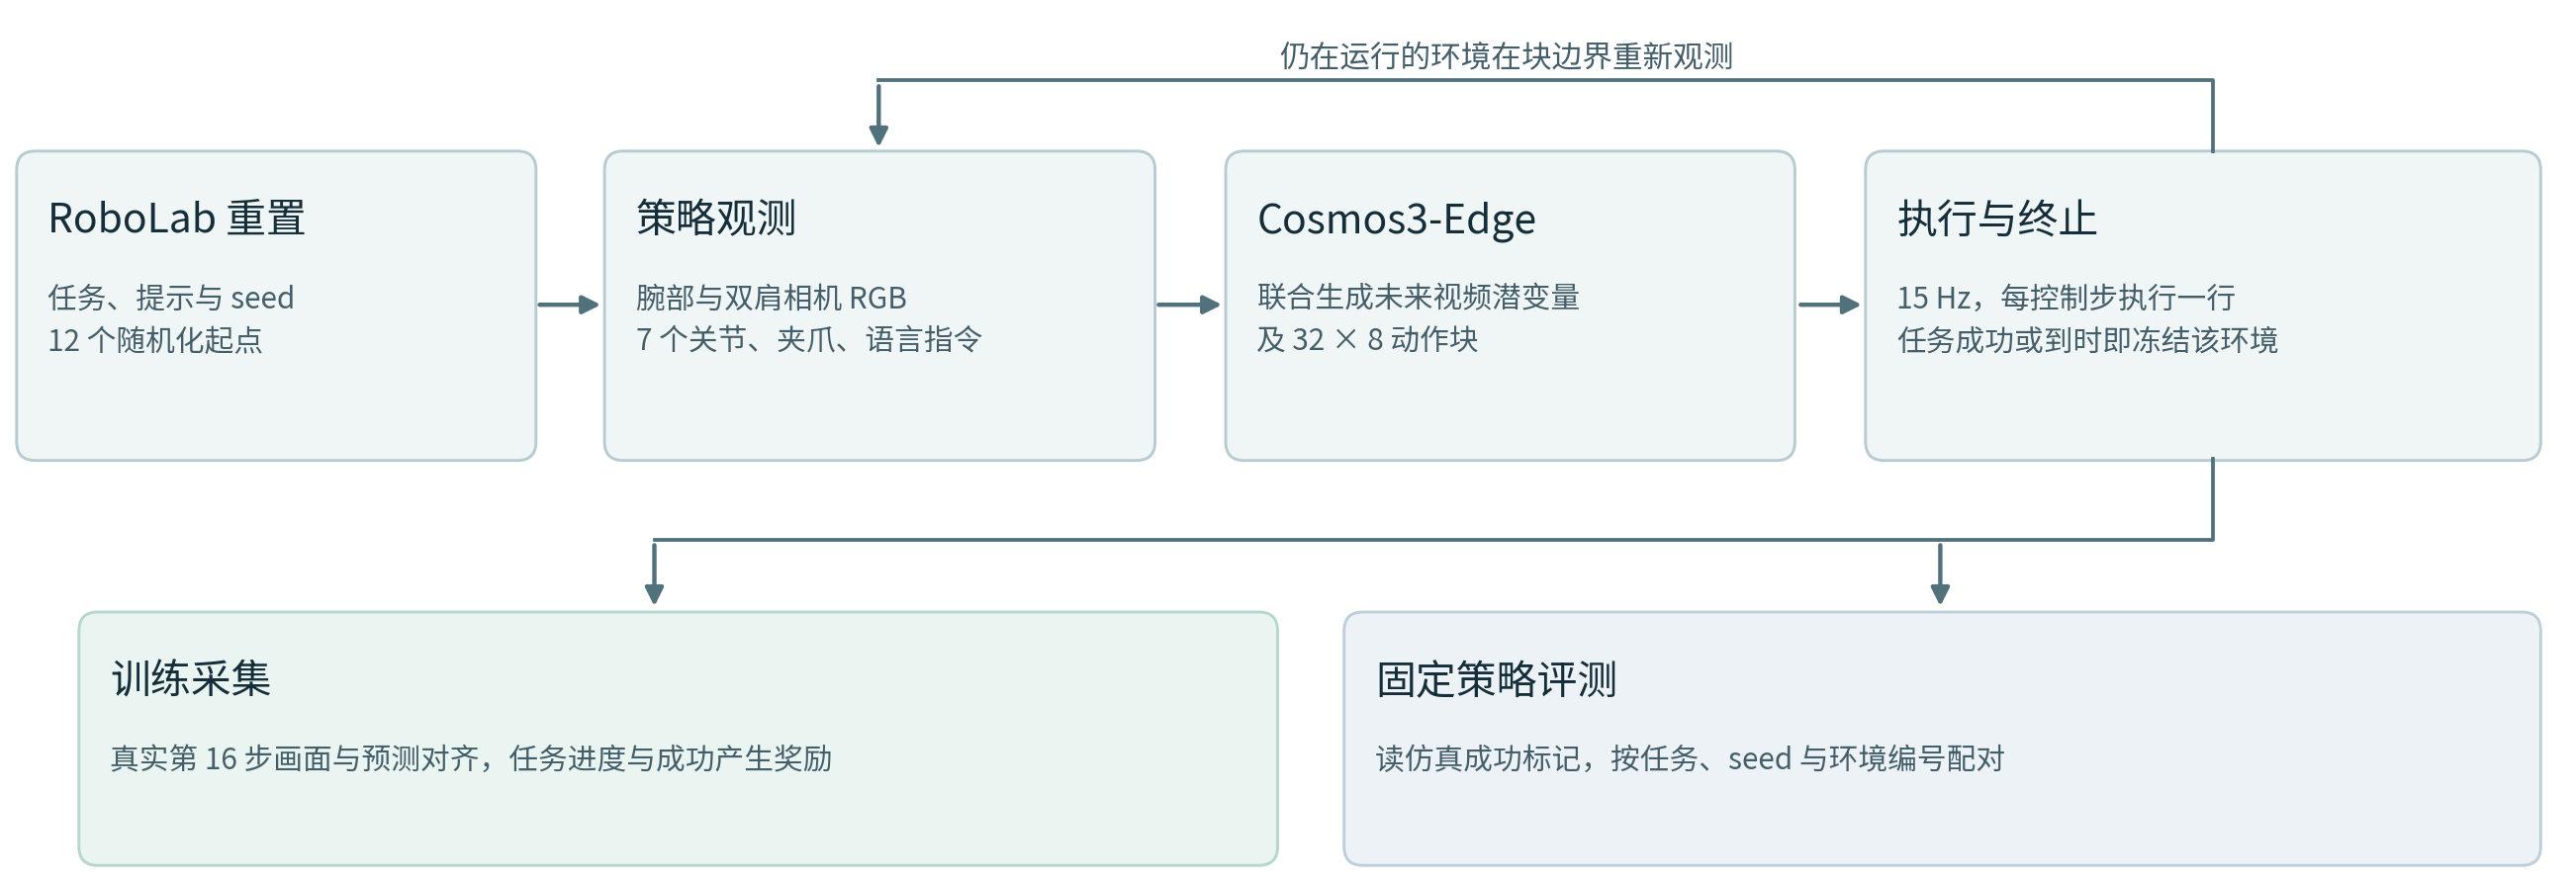 仍在运行的环境在块边界重新观测
RoboLab 重置
任务、提示与 seed
12 个随机化起点
策略观测
腕部与双肩相机 RGB
7 个关节、夹爪、语言指令
Cosmos3-Edge
联合生成未来视频潜变量
及 32 × 8 动作块
执行与终止
15 Hz，每控制步执行一行
任务成功或到时即冻结该环境
训练采集
真实第 16 步画面与预测对齐，任务进度与成功产生奖励
固定策略评测
读仿真成功标记，按任务、seed 与环境编号配对